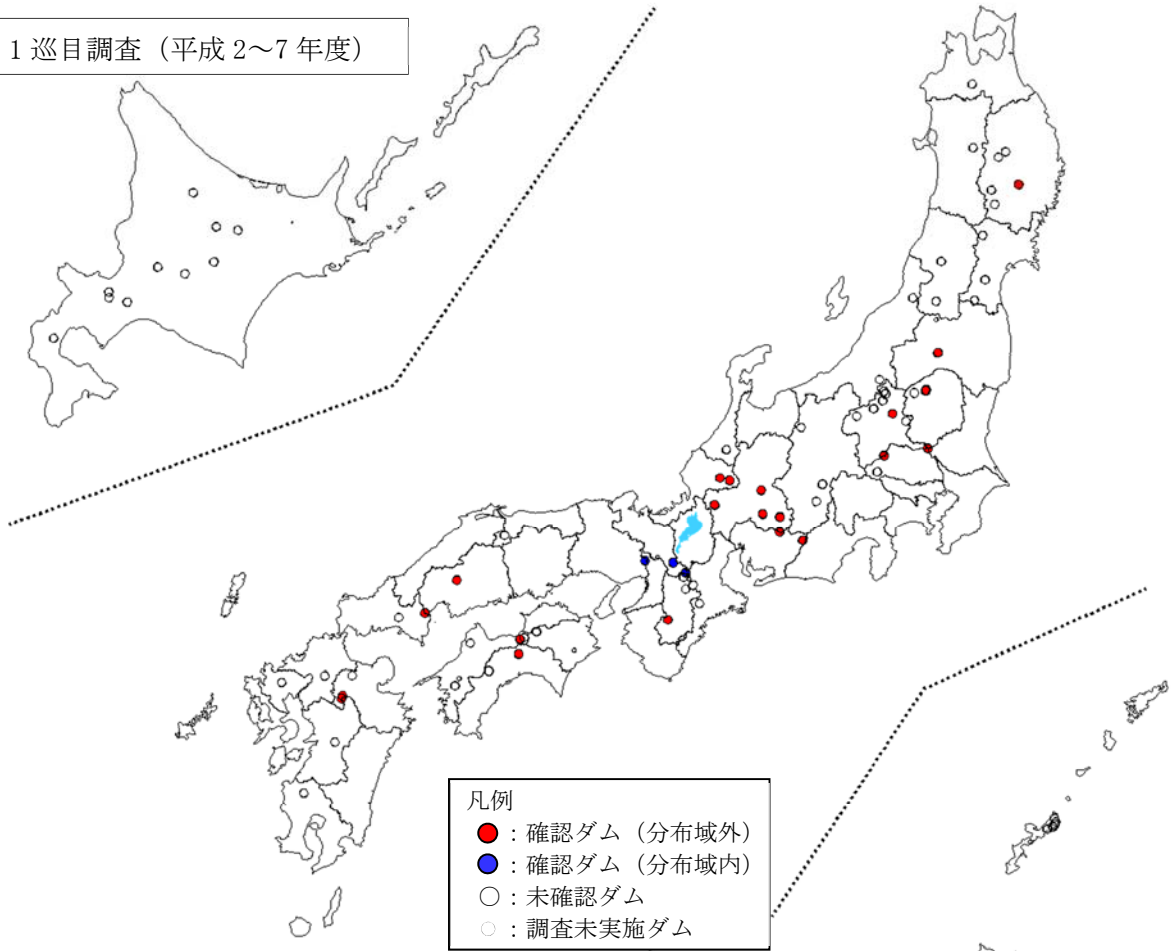 1 巡目調査（平成 2～7 年度）
凡例
：確認ダム（分布域外）
：確認ダム（分布域内）
：未確認ダム
：調査未実施ダム